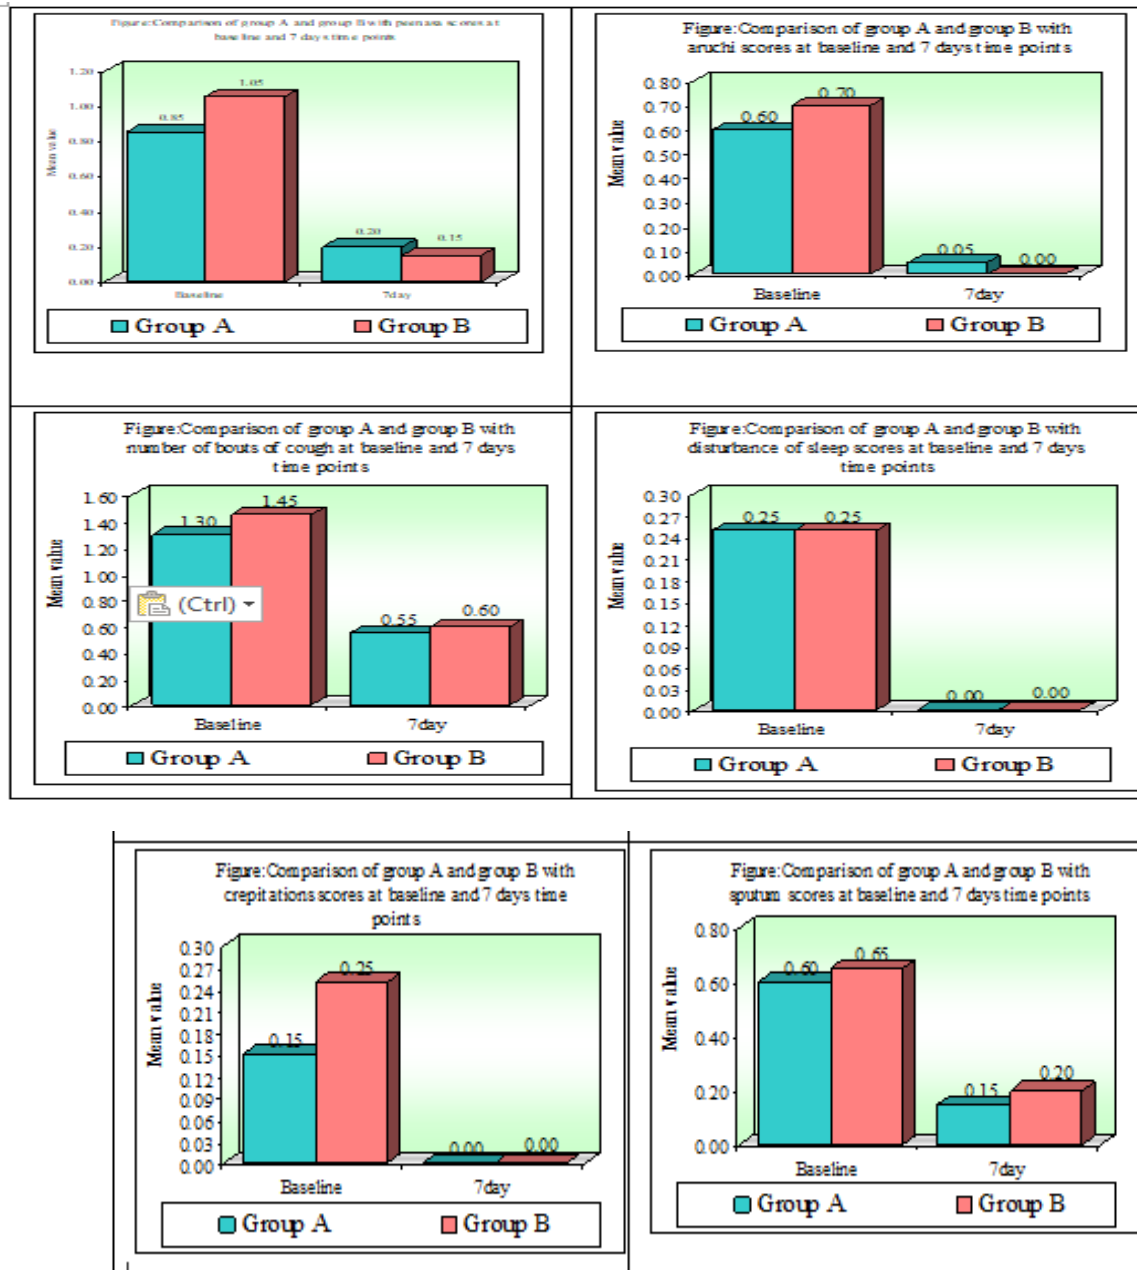 Figure:Comparison of group A and group B with peenasa scores at
baseline and 7 days time points
Mean value
1.20
1.00
0.80
0.60
0.40
0.20
0.00
0.85
1.05
0.20
0.15
Baseline
7day
Group A
Group B
Figure:Comparison of group A and group B with
aruchi scores at baseline and 7 days time points
Mean value
0.80
0.70
0.60
0.50
0.40
0.30
0.20
0.10
0.00
0.60
0.70
0.05
0.00
Baseline
7day
Group A
Group B
Figure:Comparison of group A and group B with
number of bouts of cough at baseline and 7 days
time points
Mean value
1.60
1.40
1.20
1.00
0.80
0.60
0.40
0.20
0.00
1.30
1.45
0.55
0.60
(Ctrl)
Baseline
7day
Group A
Group B
Figure:Comparison of group A and group B with
disturbance of sleep scores at baseline and 7 days
time points
Mean value
0.30
0.27
0.24
0.21
0.18
0.15
0.12
0.09
0.06
0.03
0.00
0.25
0.25
0.00
0.00
Baseline
7day
Group A
Group B
Figure:Comparison of group A and group B with
crepitations scores at baseline and 7 days time
points
Mean value
0.30
0.27
0.24
0.21
0.18
0.15
0.12
0.09
0.06
0.03
0.00
0.15
0.25
0.00
0.00
Baseline
7day
Group A
Group B
Figure:Comparison of group A and group B with
sputum scores at baseline and 7 days time points
Mean value
0.80
0.60
0.40
0.20
0.00
0.60
0.65
0.15
0.20
Baseline
7day
Group A
Group B